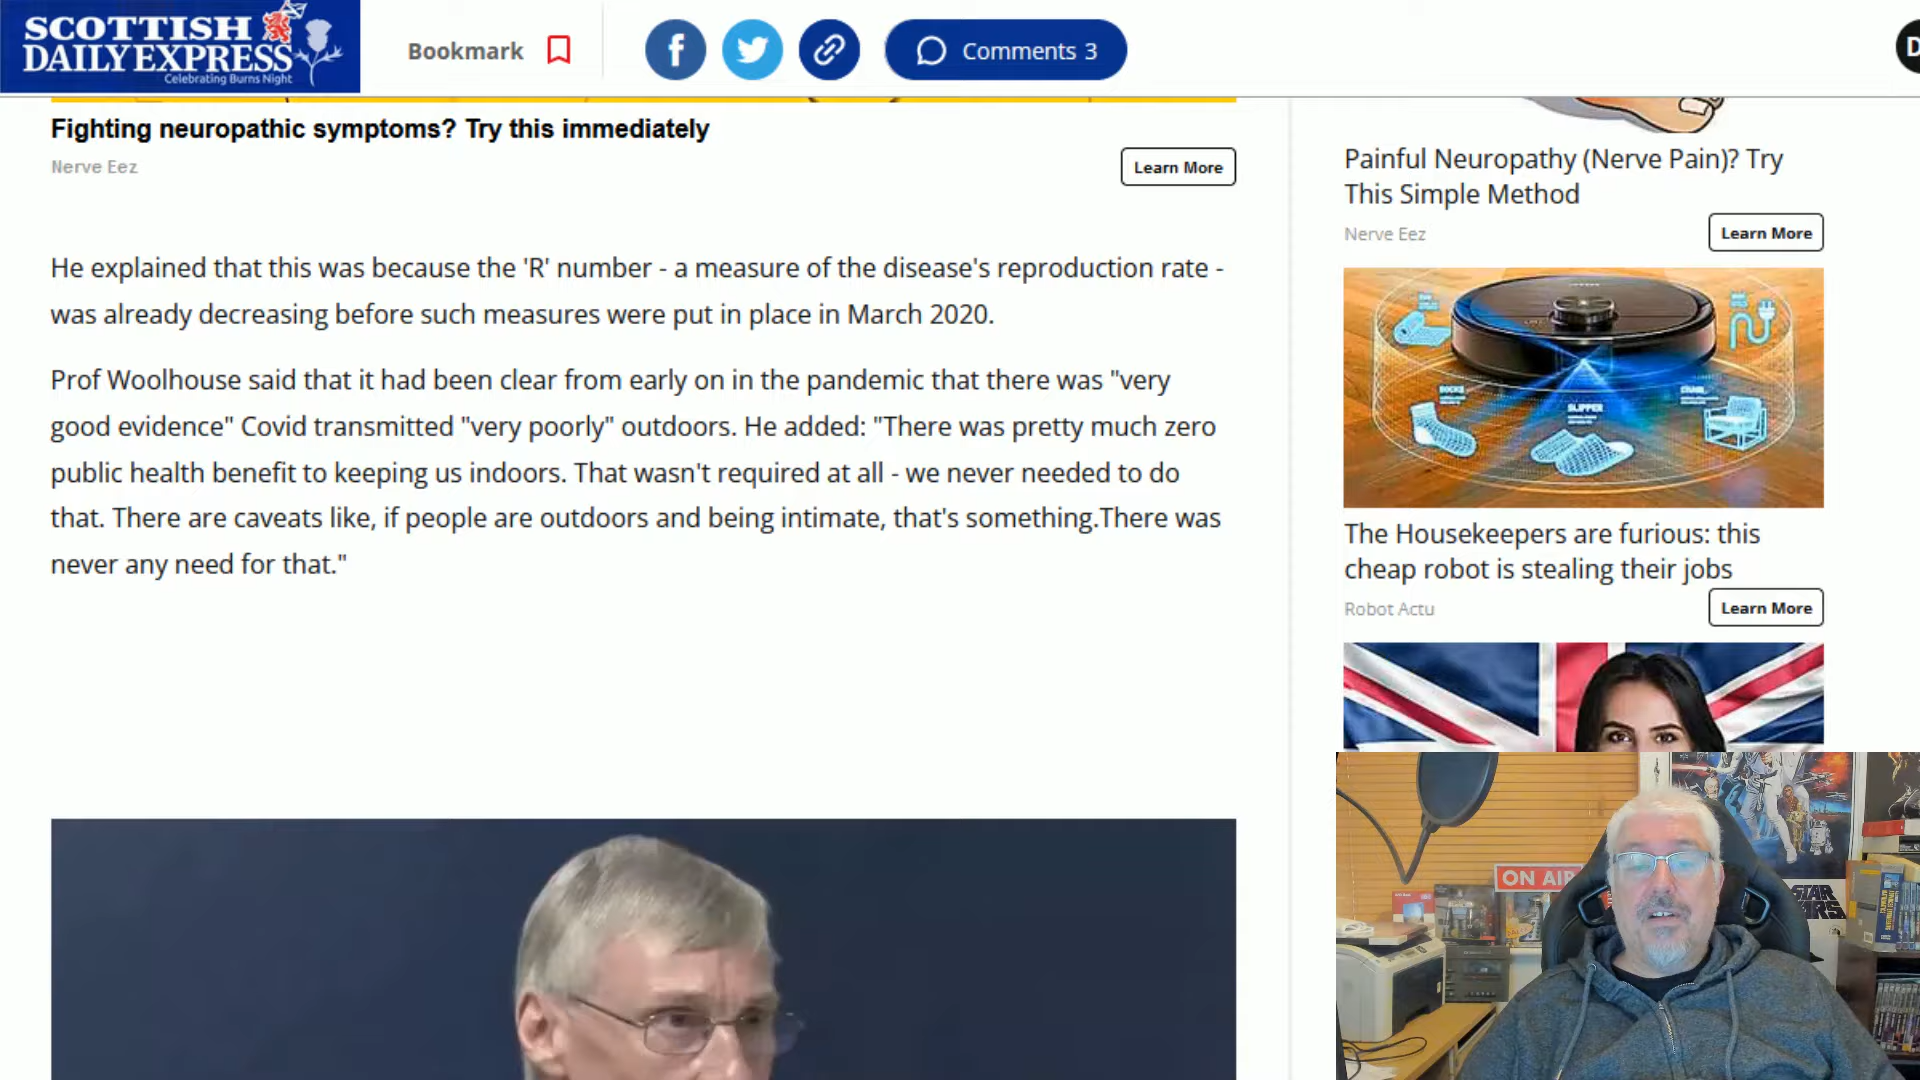 SCOTTISH
DAILY EXPRESS
Celebrating Burns Night
Bookmark
Comments 3
D
Fighting neuropathic symptoms? Try this immediately
Nerve Eez
Learn More
He explained that this was because the 'R' number - a measure of the disease's reproduction rate -
was already decreasing before such measures were put in place in March 2020.
Prof Woolhouse said that it had been clear from early on in the pandemic that there was "very
good evidence" Covid transmitted "very poorly" outdoors. He added: "There was pretty much zero
public health benefit to keeping us indoors. That wasn't required at all - we never needed to do
that. There are caveats like, if people are outdoors and being intimate, that's something.There was
never any need for that."
Painful Neuropathy (Nerve Pain)? Try
This Simple Method
Nerve Eez
Learn More
SLIPPER
The Housekeepers are furious: this
cheap robot is stealing their jobs
Robot Actu
Learn More
ON AIR
STAR
WARS